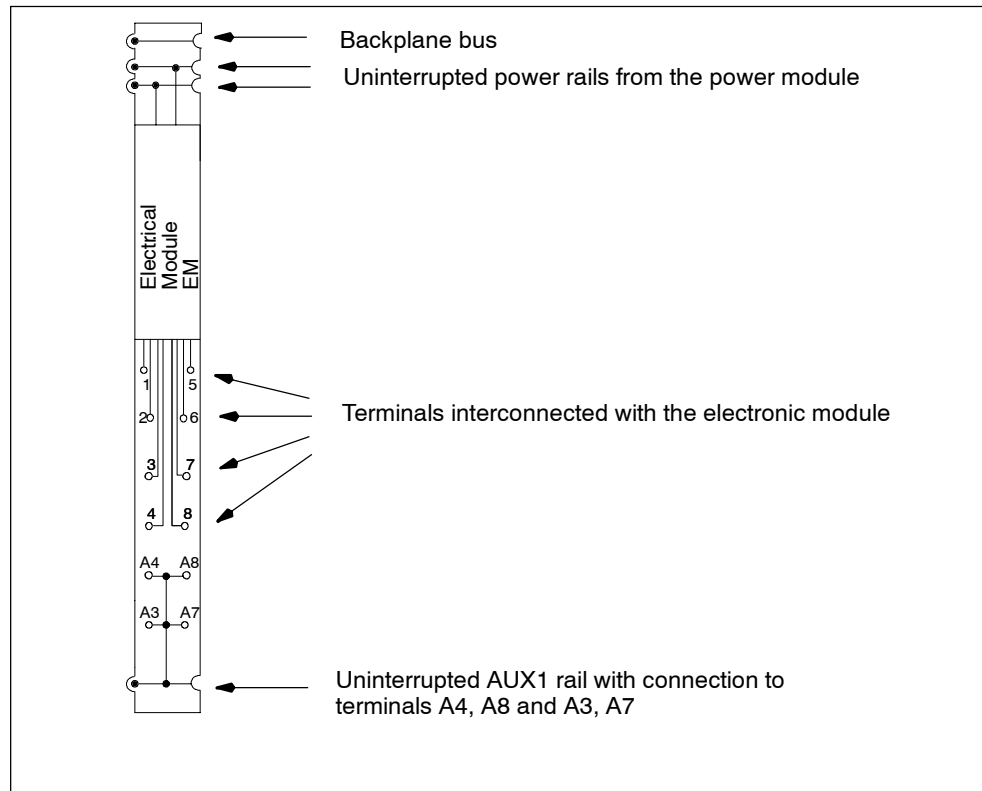 Backplane bus
Uninterrupted power rails from the power module
Electrical
Module
EM
1
5
2
6
Terminals interconnected with the electronic module
3
7
4
8
A4
A8
A3
A7
Uninterrupted AUX1 rail with connection to
terminals A4, A8 and A3, A7